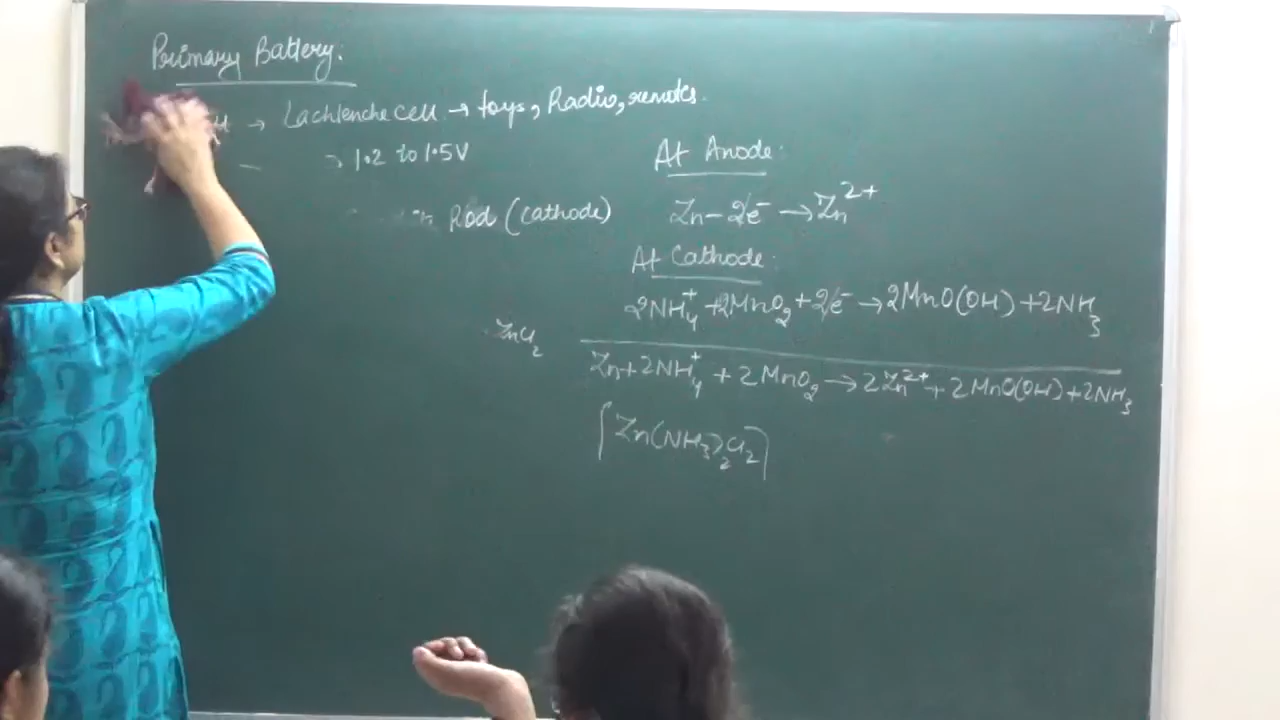 Primary Battery:
→ Lachlenche cell → toys, Radio, remotes.
→ 1.2 to 1.5V
Rod (cathode)
At Anode:
Zn - 2e⁻ → Zn²⁺
At Cathode:
2NH₄⁺ + 2MnO₂ + 2e⁻ → 2MnO(OH) + 2NH₃
ZnCl₂
Zn + 2NH₄⁺ + 2MnO₂ → 2Zn²⁺ + 2MnO(OH) + 2NH₃
[Zn(NH₃)₂Cl₂]